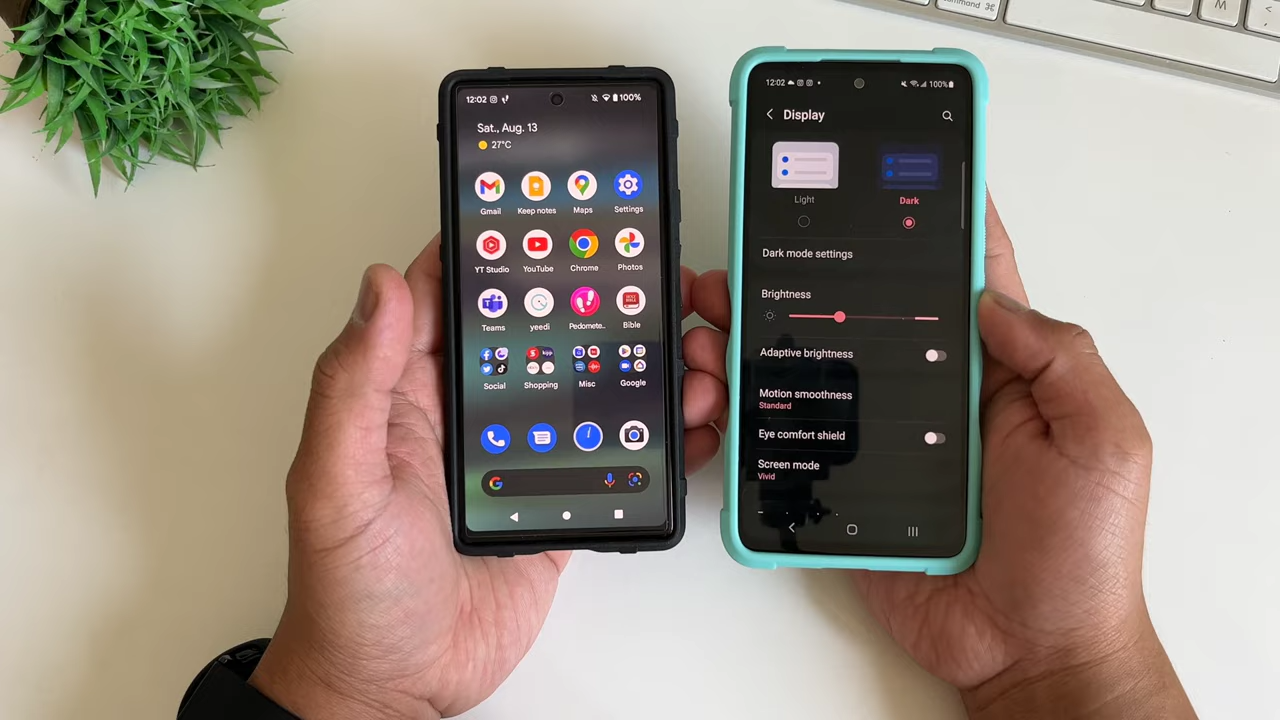 command ⌘
M
<
12:02
100%
Sat., Aug. 13
27°C
Gmail
Keep notes
Maps
Settings
YT Studio
YouTube
Chrome
Photos
Teams
yeedi
Pedomete..
Bible
Social
Shopping
Misc
Google
12:02
100%
Display
Light
Dark
Dark mode settings
Brightness
Adaptive brightness
Motion smoothness
Standard
Eye comfort shield
Screen mode
Vivid